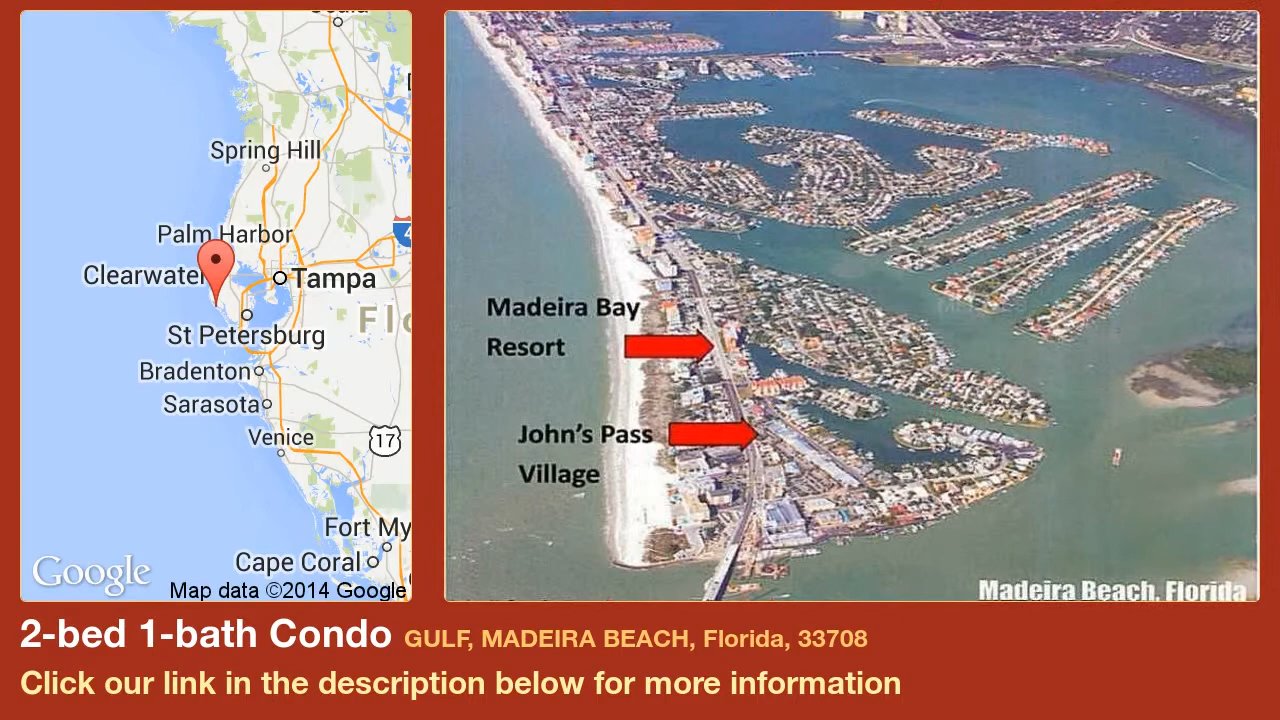 Spring Hill
Palm Harbor
Clearwater
Tampa
St Petersburg
Bradenton
Sarasota
Venice
17
4
Fort My
Cape Coral
Google
Map data ©2014 Google
Madeira Bay
Resort
John's Pass
Village
Madeira Beach, Florida
2-bed 1-bath Condo GULF, MADEIRA BEACH, Florida, 33708
Click our link in the description below for more information